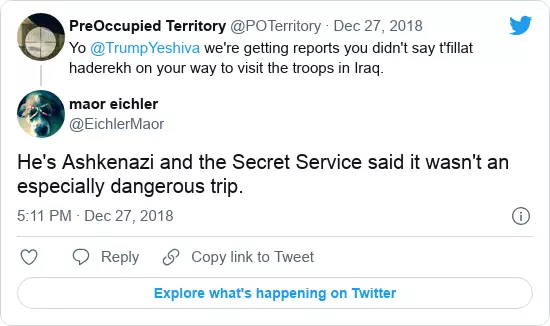 PreOccupied Territory @POTerritory · Dec 27, 2018
Yo @TrumpYeshiva we're getting reports you didn't say t'fillat
haderekh on your way to visit the troops in Iraq.
maor eichler
@EichlerMaor
He's Ashkenazi and the Secret Service said it wasn't an
especially dangerous trip.
5:11 PM · Dec 27, 2018
Reply
Copy link to Tweet
Explore what's happening on Twitter